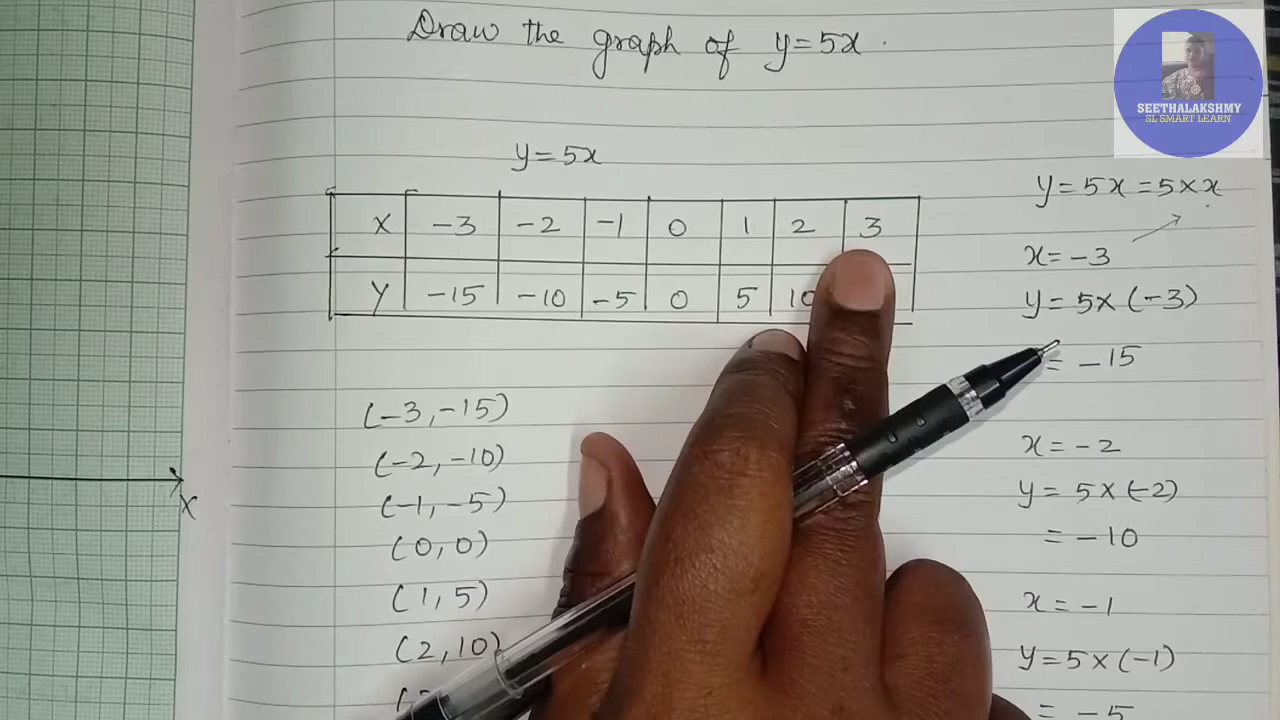 Draw the graph of y=5x.
SEETHALAKSHMY
SL SMART LEARN
y=5x
X -3 -2 -1 0 1 2 3
Y -15 -10 -5 0 5 10
(-3,-15)
(-2,-10)
(-1,-5)
(0,0)
(1,5)
(2,10)
y=5x=5×x
x=-3
y=5×(-3)
=-15
x=-2
y=5×(-2)
=-10
x=-1
y=5×(-1)
=-5
X